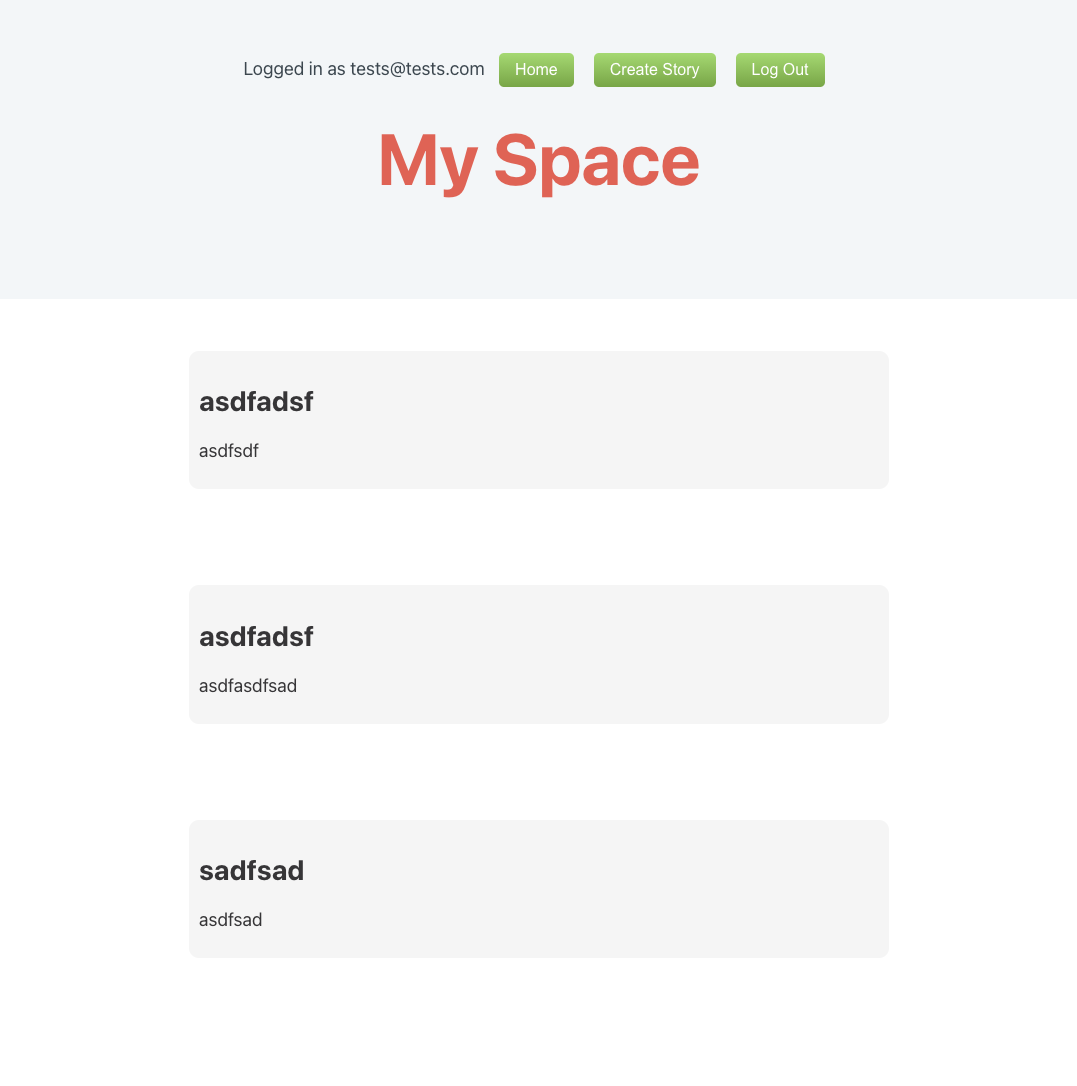 Logged in as tests@tests.com Home Create Story Log Out
My Space
asdfadsf
asdfsdf
asdfadsf
asdfasdfsad
sadfsad
asdfsad